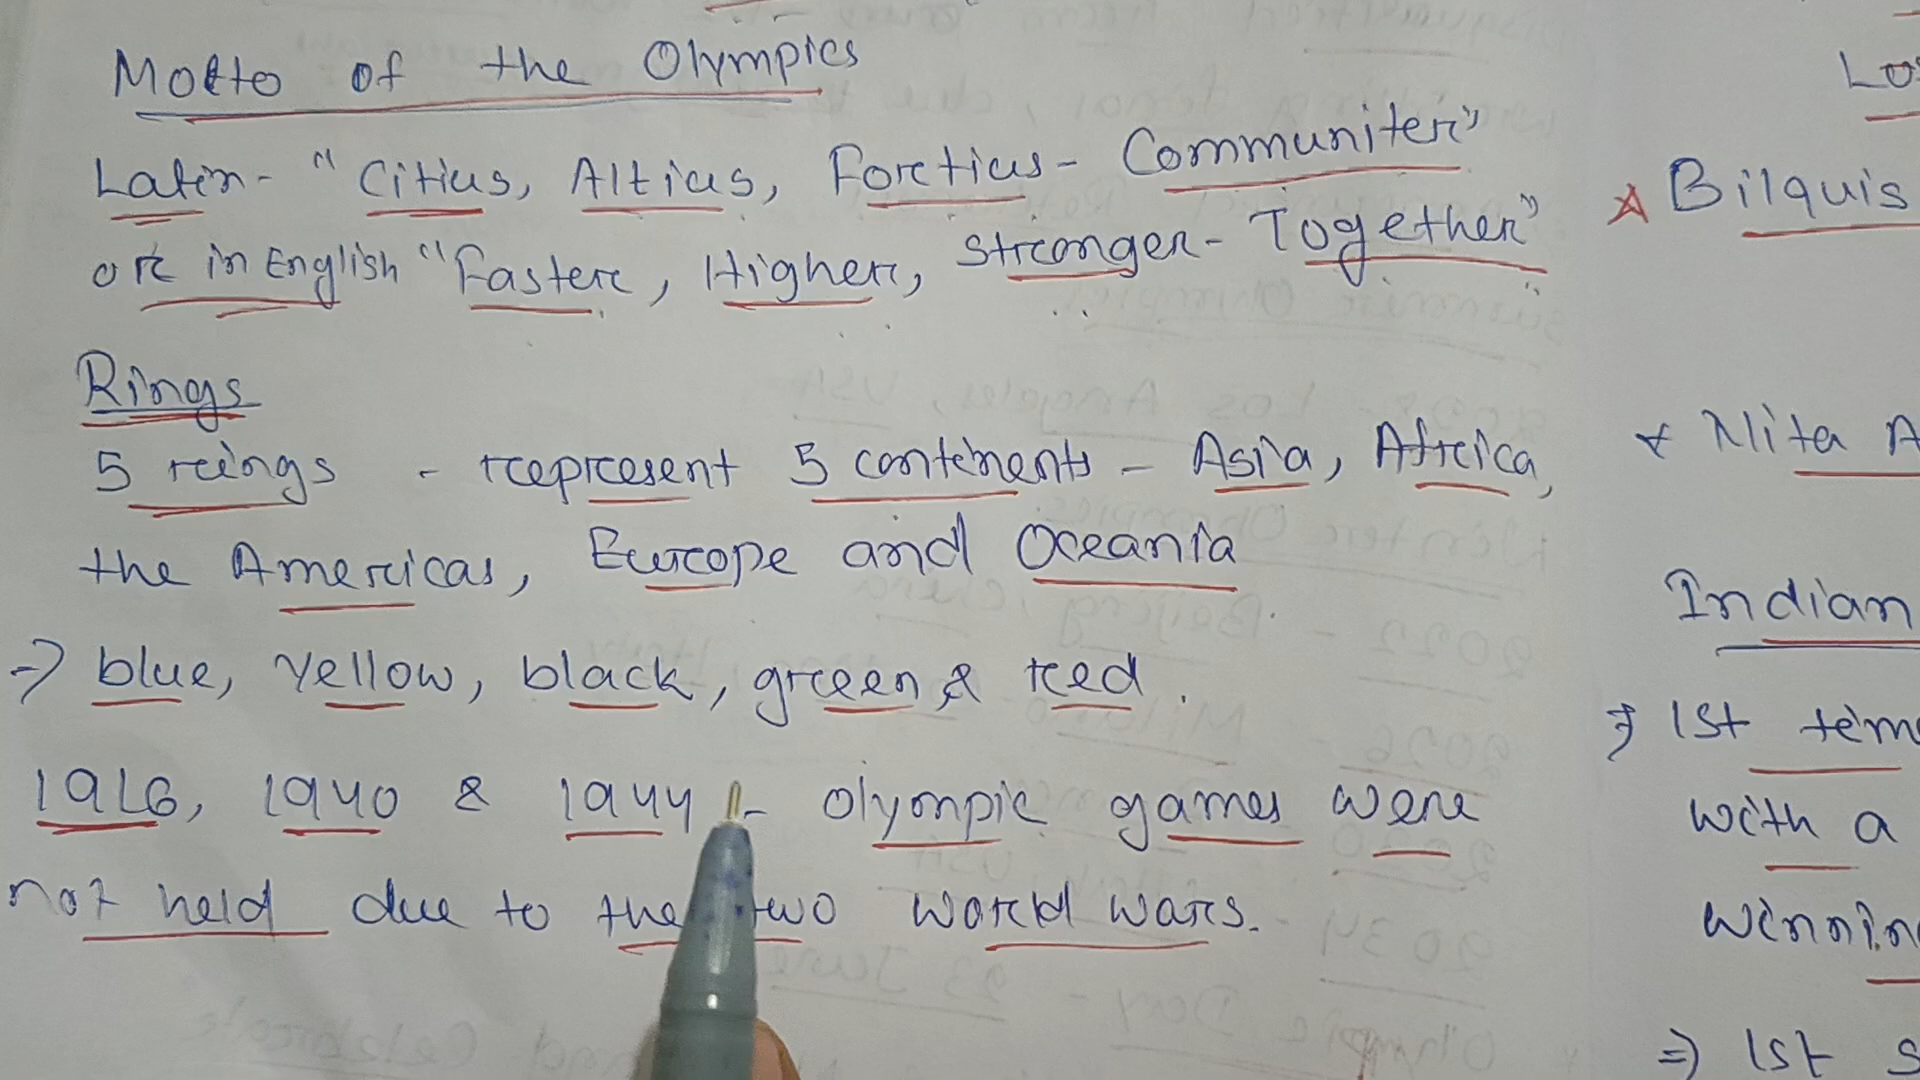 Motto of the Olympics
Latin- "Citius, Altius, Fortius- Communiter"
or in English "Faster, Higher, Stronger- Together"
Rings
5 rings - represent 5 continents - Asia, Africa,
the Americas, Europe and Oceania
=> blue, yellow, black, green & red.
1916, 1940 & 1944 - Olympic games were
not held due to the two world wars.
Los
☆ Bilquis
* Nita A
Indian
=> 1st
with a
=> 1st s